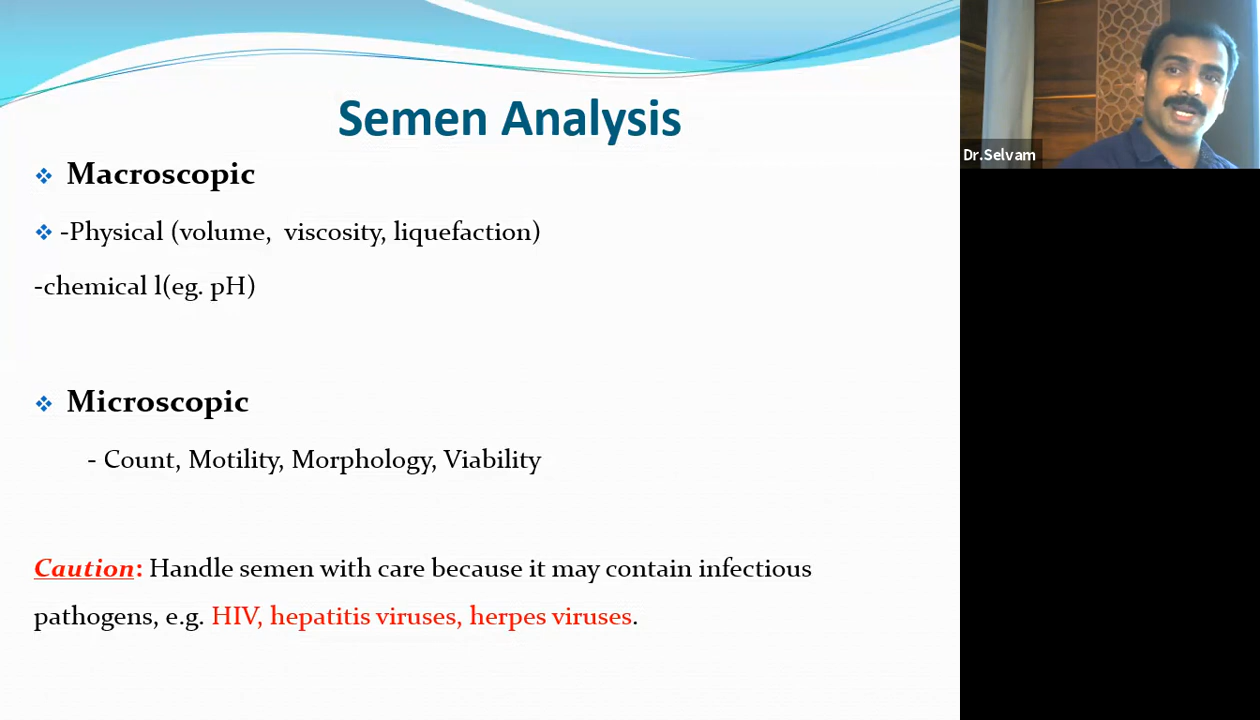 Semen Analysis
Macroscopic
-Physical (volume, viscosity, liquefaction)
-chemical l(eg. pH)
Microscopic
- Count, Motility, Morphology, Viability
Caution: Handle semen with care because it may contain infectious
pathogens, e.g. HIV, hepatitis viruses, herpes viruses.
Dr.Selvam